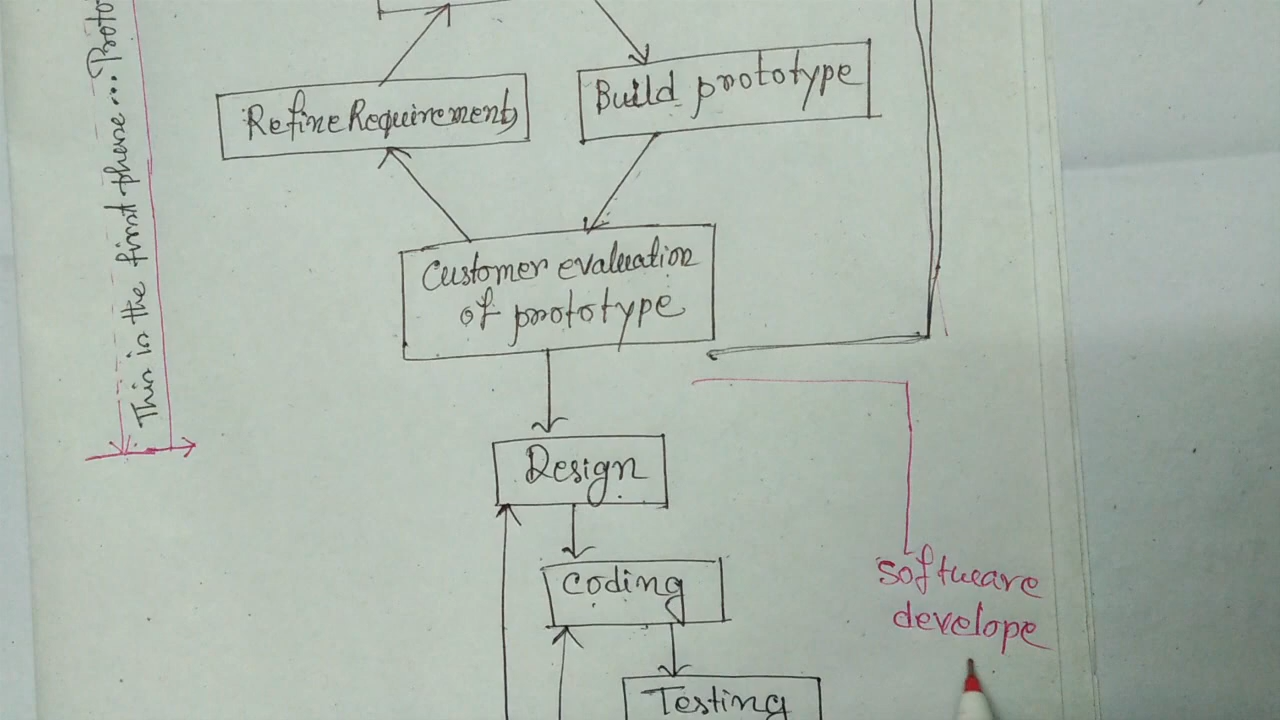 This is the first phase... Proto
Refine Requirements
Build prototype
Customer evaluation
of prototype
Design
Coding
software
develope
Testing